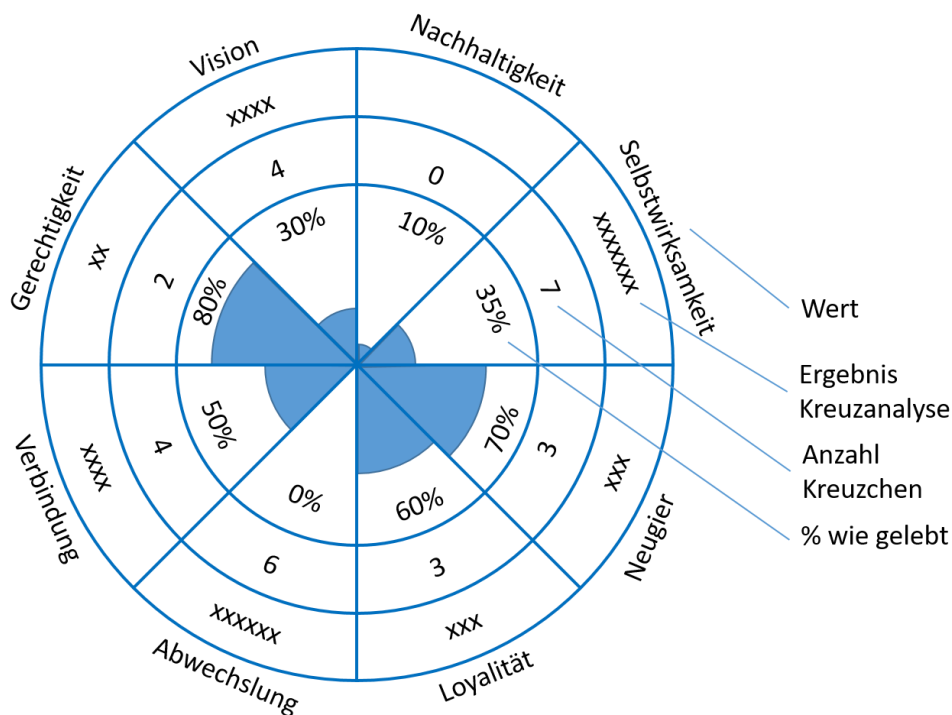 Vision
xxxx
4
30%
Nachhaltigkeit
0
10%
Selbstwirksamkeit
xxxxxxx
7
35%
Neugier
xxx
3
70%
Loyalität
xxx
3
60%
Abwechslung
xxxxxx
6
0%
Verbindung
xxxx
4
50%
Gerechtigkeit
xx
2
80%
Wert
Ergebnis
Kreuzanalyse
Anzahl
Kreuzchen
% wie gelebt